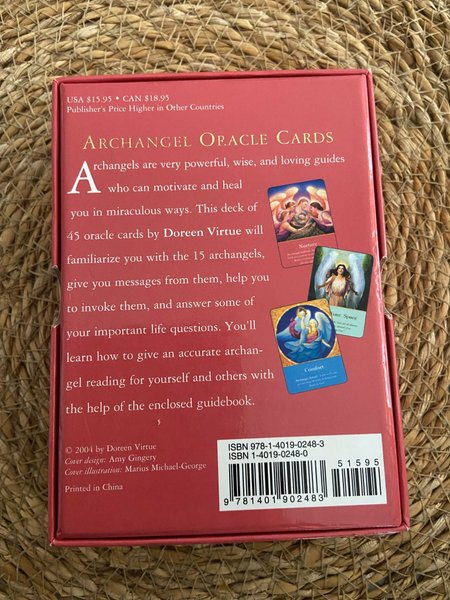 USA $15.95 • CAN $18.95
Publisher's Price Higher in Other Countries
ARCHANGEL ORACLE CARDS
Archangels are very powerful, wise, and loving guides
who can motivate and heal
you in miraculous ways. This deck of
45 oracle cards by Doreen Virtue will
familiarize you with the 15 archangels,
give you messages from them, help you
to invoke them, and answer some of
your important life questions. You'll
learn how to give an accurate archan-
gel reading for yourself and others with
the help of the enclosed guidebook.
Nurture
Space
Comfort
© 2004 by Doreen Virtue
Cover design: Amy Gingery
Cover illustration: Marius Michael-George
Printed in China
ISBN 978-1-4019-0248-3
ISBN 1-4019-0248-0
51595
9 781401 902483